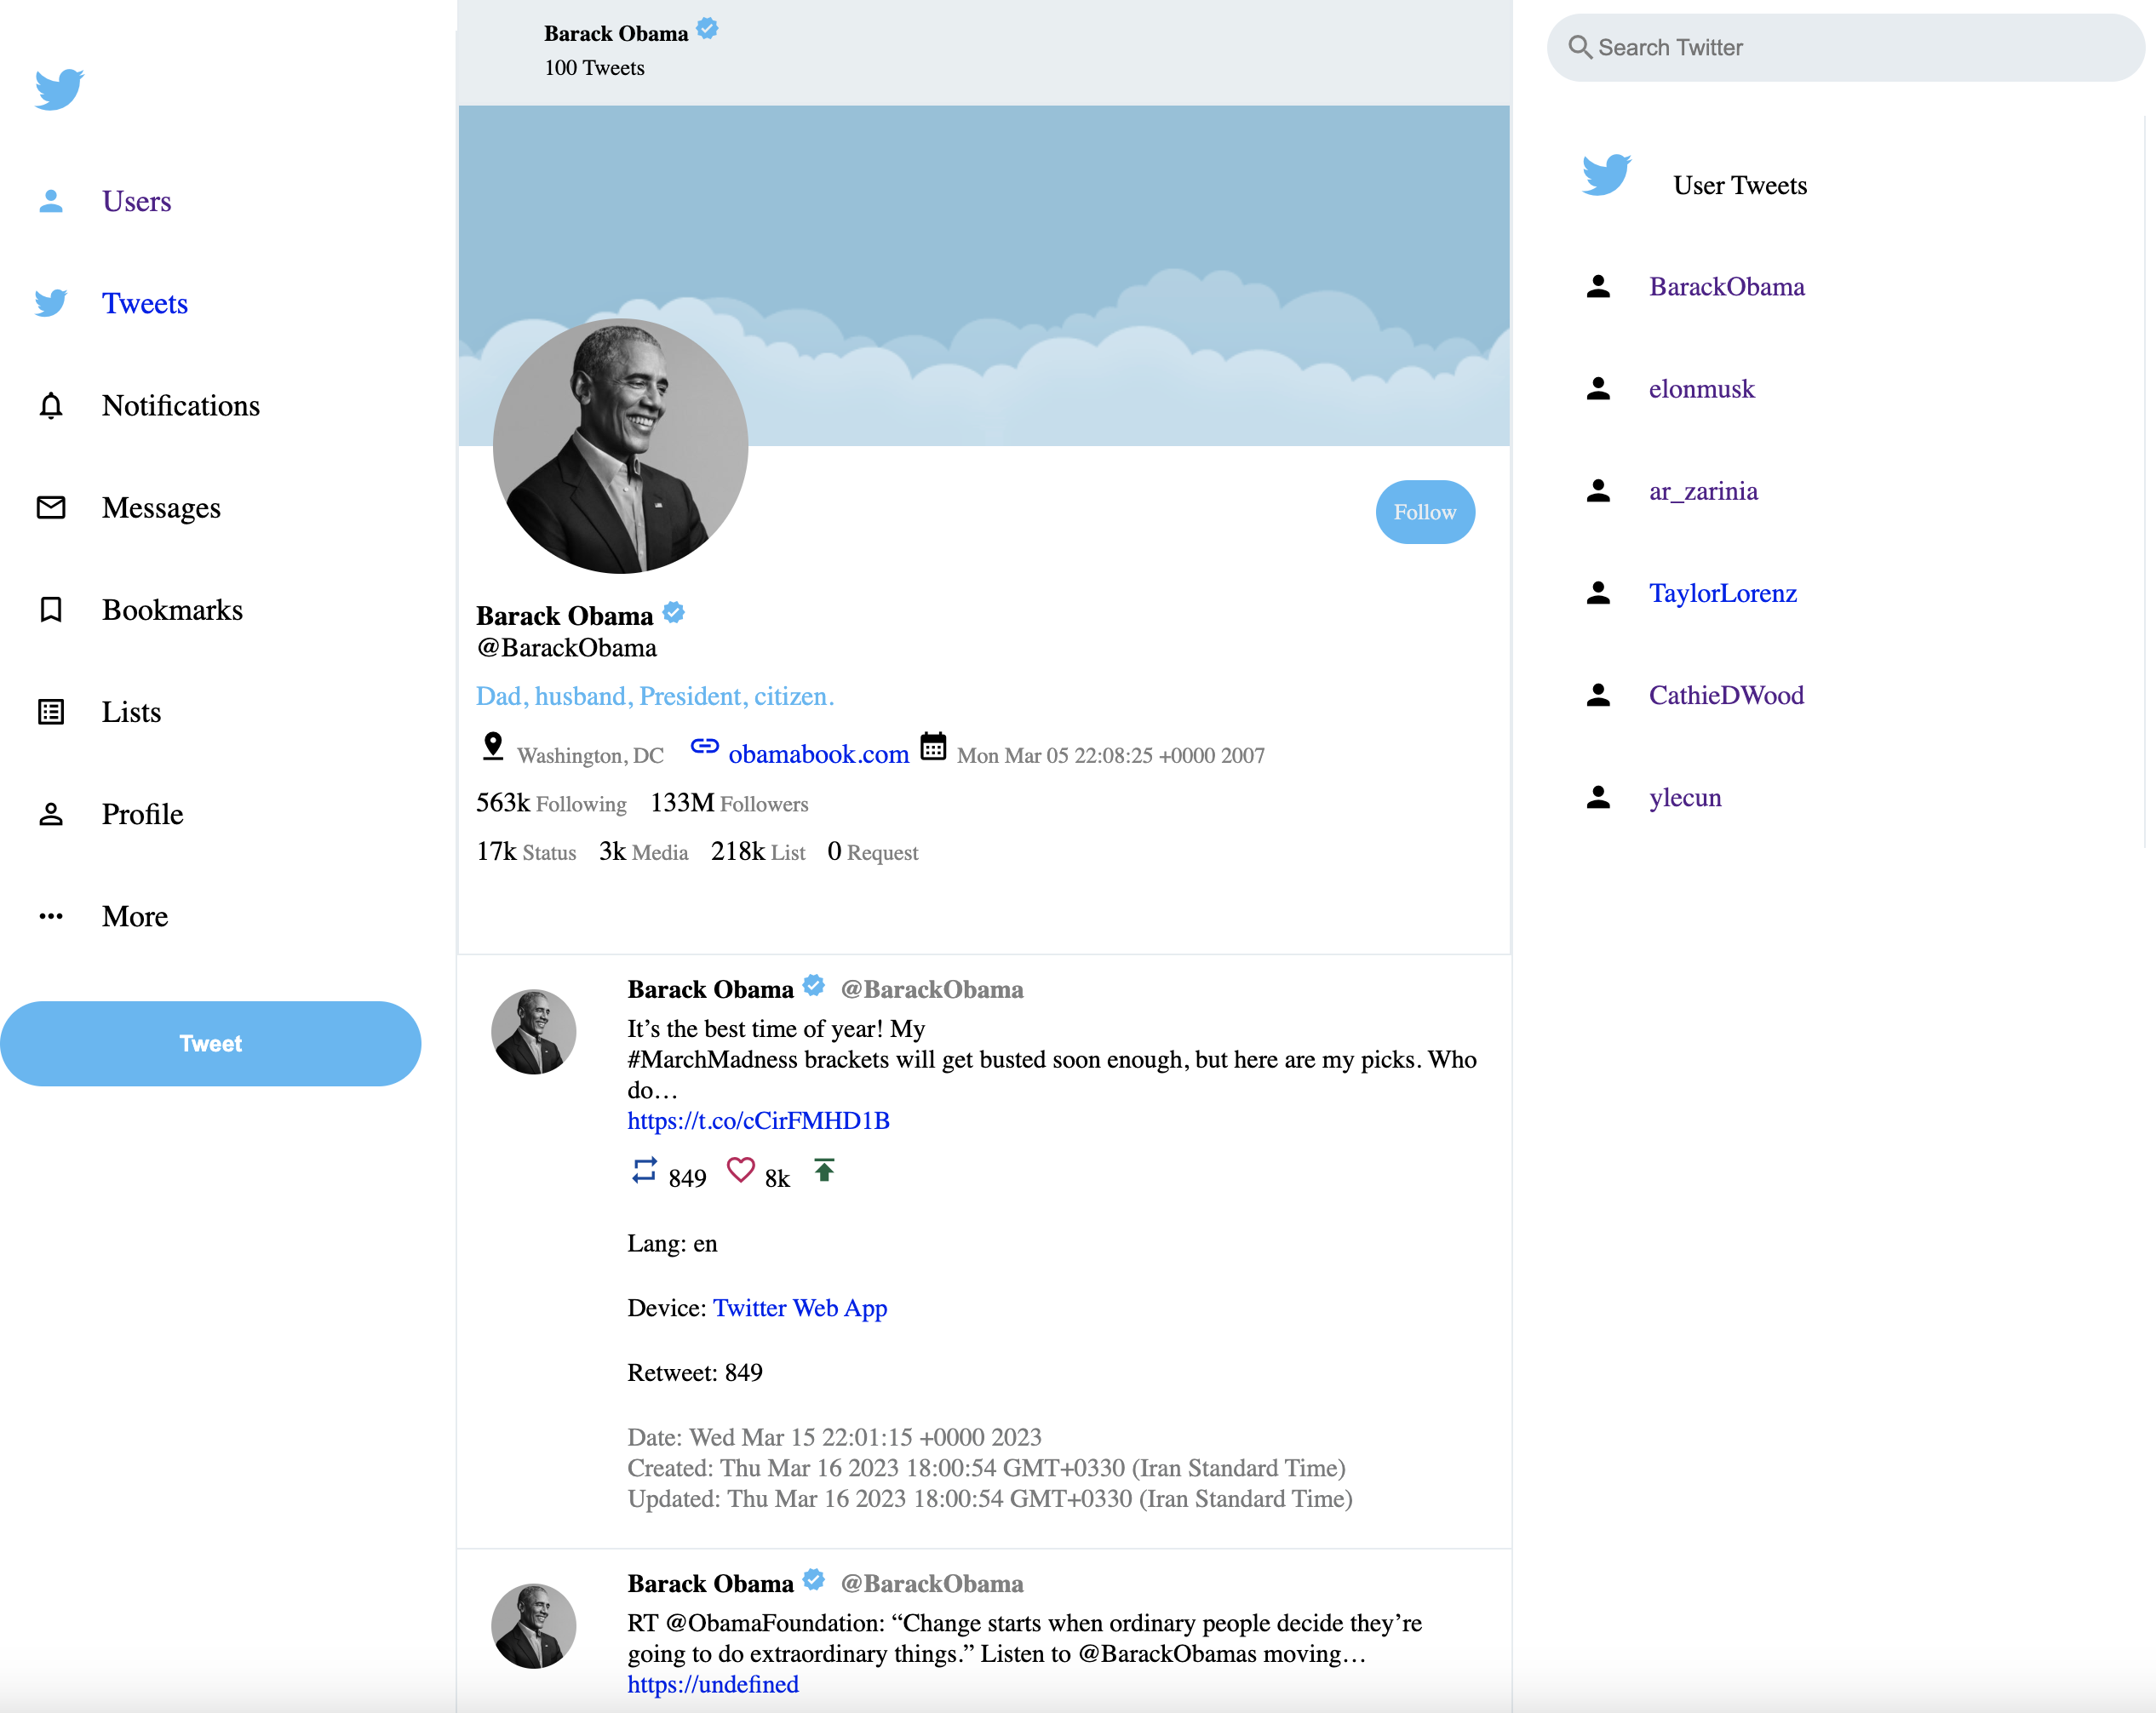 Users
Tweets
Notifications
Messages
Bookmarks
Lists
Profile
More
Tweet
Barack Obama
100 Tweets
Follow
Barack Obama
@BarackObama
Dad, husband, President, citizen.
Washington, DC obamabook.com Mon Mar 05 22:08:25 +0000 2007
563k Following 133M Followers
17k Status 3k Media 218k List 0 Request
Barack Obama @BarackObama
It’s the best time of year! My
#MarchMadness brackets will get busted soon enough, but here are my picks. Who
do…
https://t.co/cCirFMHD1B
849 8k
Lang: en
Device: Twitter Web App
Retweet: 849
Date: Wed Mar 15 22:01:15 +0000 2023
Created: Thu Mar 16 2023 18:00:54 GMT+0330 (Iran Standard Time)
Updated: Thu Mar 16 2023 18:00:54 GMT+0330 (Iran Standard Time)
Barack Obama @BarackObama
RT @ObamaFoundation: “Change starts when ordinary people decide they’re
going to do extraordinary things.” Listen to @BarackObamas moving…
https://undefined
Search Twitter
User Tweets
BarackObama
elonmusk
ar_zarinia
TaylorLorenz
CathieDWood
ylecun